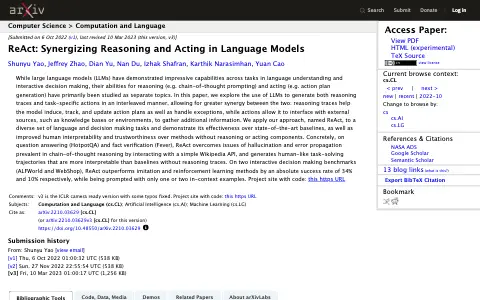 arXiv
Search Submit Donate Log in
Computer Science > Computation and Language
[Submitted on 6 Oct 2022 (v1), last revised 10 Mar 2023 (this version, v3)]
ReAct: Synergizing Reasoning and Acting in Language Models
Shunyu Yao, Jeffrey Zhao, Dian Yu, Nan Du, Izhak Shafran, Karthik Narasimhan, Yuan Cao
While large language models (LLMs) have demonstrated impressive capabilities across tasks in language understanding and
interactive decision making, their abilities for reasoning (e.g. chain-of-thought prompting) and acting (e.g. action plan
generation) have primarily been studied as separate topics. In this paper, we explore the use of LLMs to generate both reasoning
traces and task-specific actions in an interleaved manner, allowing for greater synergy between the two: reasoning traces help
the model induce, track, and update action plans as well as handle exceptions, while actions allow it to interface with external
sources, such as knowledge bases or environments, to gather additional information. We apply our approach, named ReAct, to a
diverse set of language and decision making tasks and demonstrate its effectiveness over state-of-the-art baselines, as well as
improved human interpretability and trustworthiness over methods without reasoning or acting components. Concretely, on
question answering (HotpotQA) and fact verification (Fever), ReAct overcomes issues of hallucination and error propagation
prevalent in chain-of-thought reasoning by interacting with a simple Wikipedia API, and generates human-like task-solving
trajectories that are more interpretable than baselines without reasoning traces. On two interactive decision making benchmarks
(ALFWorld and WebShop), ReAct outperforms imitation and reinforcement learning methods by an absolute success rate of 34%
and 10% respectively, while being prompted with only one or two in-context examples. Project site with code: this https URL
Comments: v3 is the ICLR camera ready version with some typos fixed. Project site with code: this https URL
Subjects: Computation and Language (cs.CL); Artificial Intelligence (cs.AI); Machine Learning (cs.LG)
Cite as: arXiv:2210.03629 [cs.CL]
(or arXiv:2210.03629v3 [cs.CL] for this version)
https://doi.org/10.48550/arXiv.2210.03629
Submission history
From: Shunyu Yao [view email]
[v1] Thu, 6 Oct 2022 01:00:32 UTC (538 KB)
[v2] Sun, 27 Nov 2022 22:55:54 UTC (538 KB)
[v3] Fri, 10 Mar 2023 01:00:17 UTC (1,256 KB)
Bibliographic Tools Code, Data, Media Demos Related Papers About arXivLabs
Access Paper:
View PDF
HTML (experimental)
TeX Source
view license
Current browse context:
cs.CL
< prev | next >
new | recent | 2022-10
Change to browse by:
cs
cs.AI
cs.LG
References & Citations
NASA ADS
Google Scholar
Semantic Scholar
13 blog links (what is this?)
Export BibTeX Citation
Bookmark